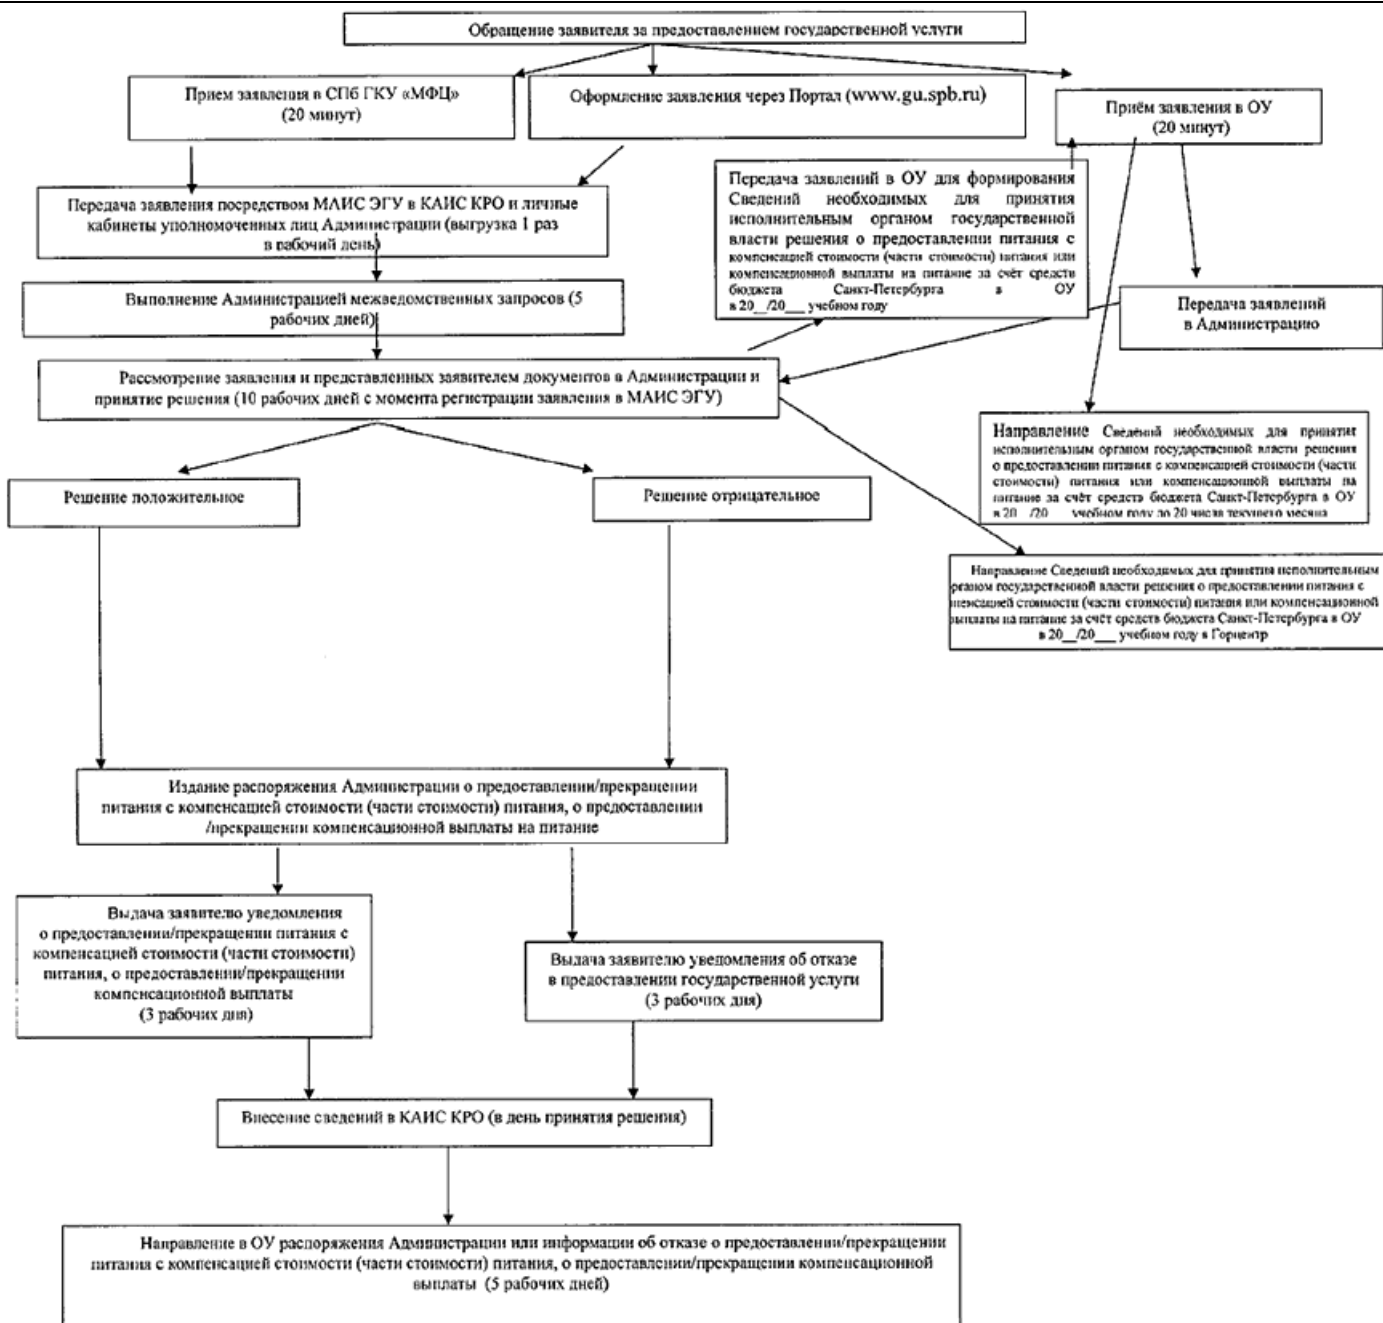 Обращение заявителя за предоставлением государственной услуги
Прием заявления в СПб ГКУ «МФЦ»
(20 минут)
Оформление заявления через Портал (www.gu.spb.ru)
Приём заявления в ОУ
(20 минут)
Передача заявления посредством МАИС ЭГУ в КАИС КРО и личные
кабинеты уполномоченных лиц Администрации (выгрузка 1 раз
в рабочий день)
Передача заявлений в ОУ для формирования
Сведений необходимых для принятия
исполнительным органом государственной
власти решения о предоставлении питания с
компенсацией стоимости (части стоимости) питания или
компенсационной выплаты на питание за счёт средств
бюджета Санкт-Петербурга в ОУ
в 20__/20___ учебном году
Выполнение Администрацией межведомственных запросов (5
рабочих дней)
Передача заявлений
в Администрацию
Рассмотрение заявления и представленных заявителем документов в Администрации и
принятие решения (10 рабочих дней с момента регистрации заявления в МАИС ЭГУ)
Направление Сведений необходимых для принятия
исполнительным органом государственной власти решения
о предоставлении питания с компенсацией стоимости (части
стоимости) питания или компенсационной выплаты на
питание за счёт средств бюджета Санкт-Петербурга в ОУ
в 20__/20___ учебном году до 20 числа текущего месяца
Решение положительное
Решение отрицательное
Направление Сведений необходимых для принятия исполнительным
рганом государственной власти решения о предоставлении питания с
пенсацией стоимости (части стоимости) питания или компенсационной
выплаты на питание за счёт средств бюджета Санкт-Петербурга в ОУ
в 20__/20___ учебном году в Горцентр
Издание распоряжения Администрации о предоставлении/прекращении
питания с компенсацией стоимости (части стоимости) питания, о предоставлении
/прекращении компенсационной выплаты на питание
Выдача заявителю уведомления
о предоставлении/прекращении питания с
компенсацией стоимости (части стоимости)
питания, о предоставлении/прекращении
компенсационной выплаты
(3 рабочих дня)
Выдача заявителю уведомления об отказе
в предоставлении государственной услуги
(3 рабочих дня)
Внесение сведений в КАИС КРО (в день принятия решения)
Направление в ОУ распоряжения Администрации или информации об отказе о предоставлении/прекращении
питания с компенсацией стоимости (части стоимости) питания, о предоставлении/прекращении компенсационной
выплаты (5 рабочих дней)